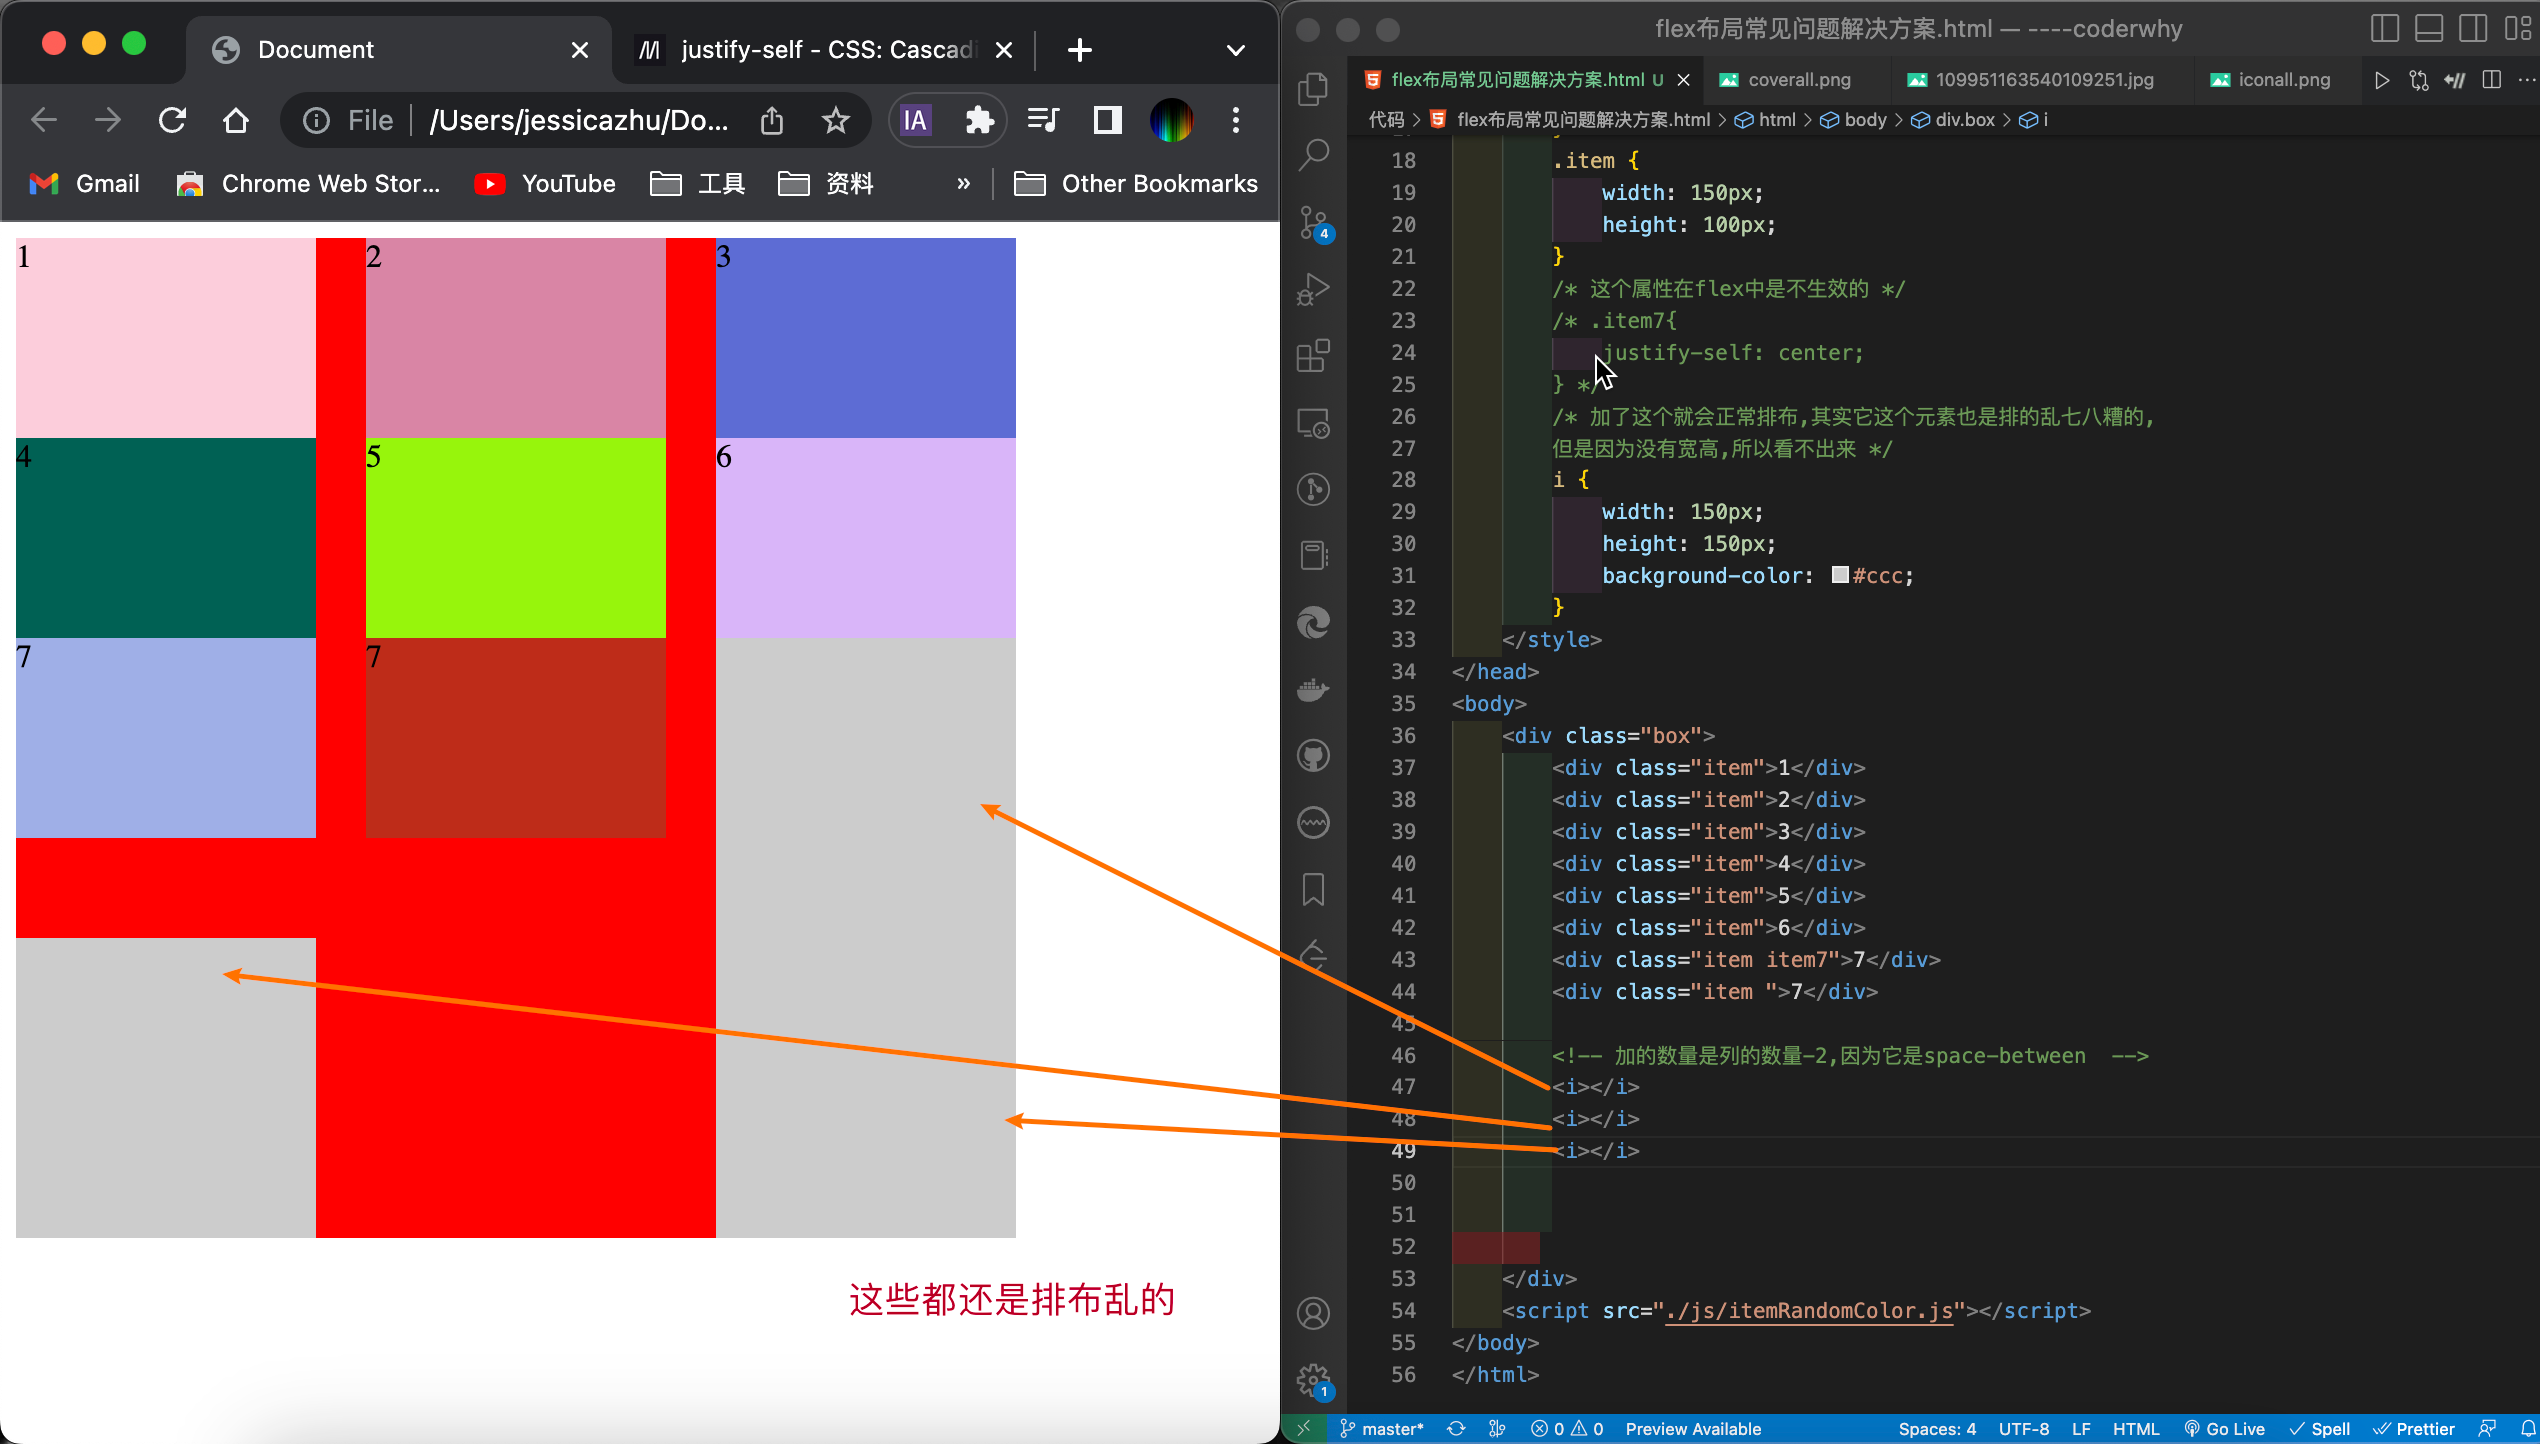 Document
justify-self - CSS: Cascadi
File
/Users/jessicazhu/Do...
IA
Gmail
Chrome Web Stor...
YouTube
工具
资料
»
Other Bookmarks
1
2
3
4
5
6
7
7
这些都还是排布乱的
flex布局常见问题解决方案.html — ----coderwhy
flex布局常见问题解决方案.html U
coverall.png
109951163540109251.jpg
iconall.png
代码 > flex布局常见问题解决方案.html > html > body > div.box > i
4
1
18 .item {
19 width: 150px;
20 height: 100px;
21 }
22 /* 这个属性在flex中是不生效的 */
23 /* .item7{
24 justify-self: center;
25 } */
26 /* 加了这个就会正常排布,其实它这个元素也是排的乱七八糟的,
27 但是因为没有宽高,所以看不出来 */
28 i {
29 width: 150px;
30 height: 150px;
31 background-color: #ccc;
32 }
33 </style>
34 </head>
35 <body>
36 <div class="box">
37 <div class="item">1</div>
38 <div class="item">2</div>
39 <div class="item">3</div>
40 <div class="item">4</div>
41 <div class="item">5</div>
42 <div class="item">6</div>
43 <div class="item item7">7</div>
44 <div class="item ">7</div>
45
46 <!-- 加的数量是列的数量-2,因为它是space-between  -->
47 <i></i>
48 <i></i>
49 <i></i>
50
51
52
53 </div>
54 <script src="./js/itemRandomColor.js"></script>
55 </body>
56 </html>
master*
0
0
Preview Available
Spaces: 4
UTF-8
LF
HTML
Go Live
Spell
Prettier